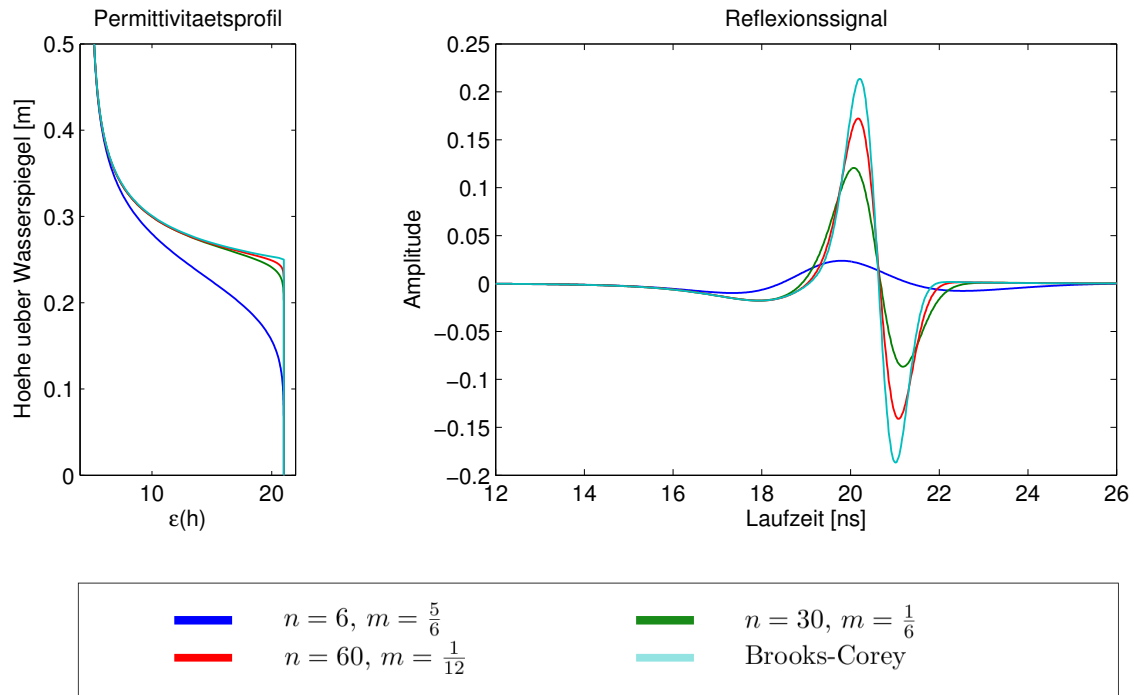 Permittivitaetsprofil
Reflexionssignal
Hoehe ueber Wasserspiegel [m]
0.5
0.4
0.3
0.2
0.1
0
10
20
ε(h)
Amplitude
0.25
0.2
0.15
0.1
0.05
0
−0.05
−0.1
−0.15
−0.2
12
14
16
18
20
22
24
26
Laufzeit [ns]
n = 6, m = 5/6
n = 30, m = 1/6
n = 60, m = 1/12
Brooks-Corey